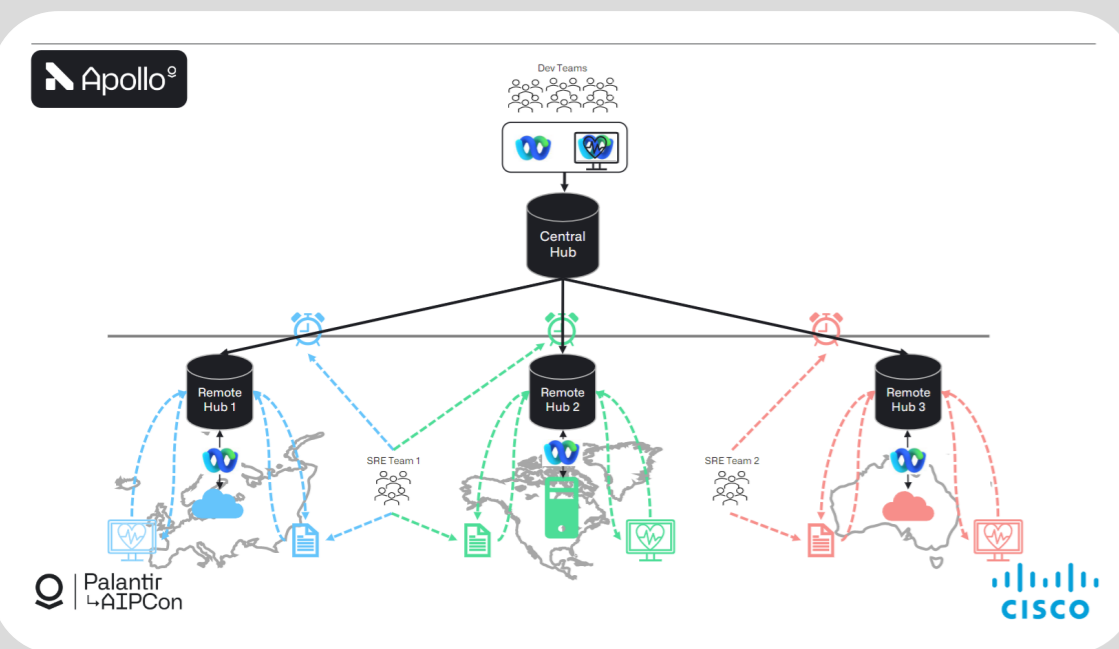 Apollo
Dev Teams
Central
Hub
Remote
Hub 1
Remote
Hub 2
Remote
Hub 3
SRE Team 1
SRE Team 2
Palantir
↳AIPCon
CISCO